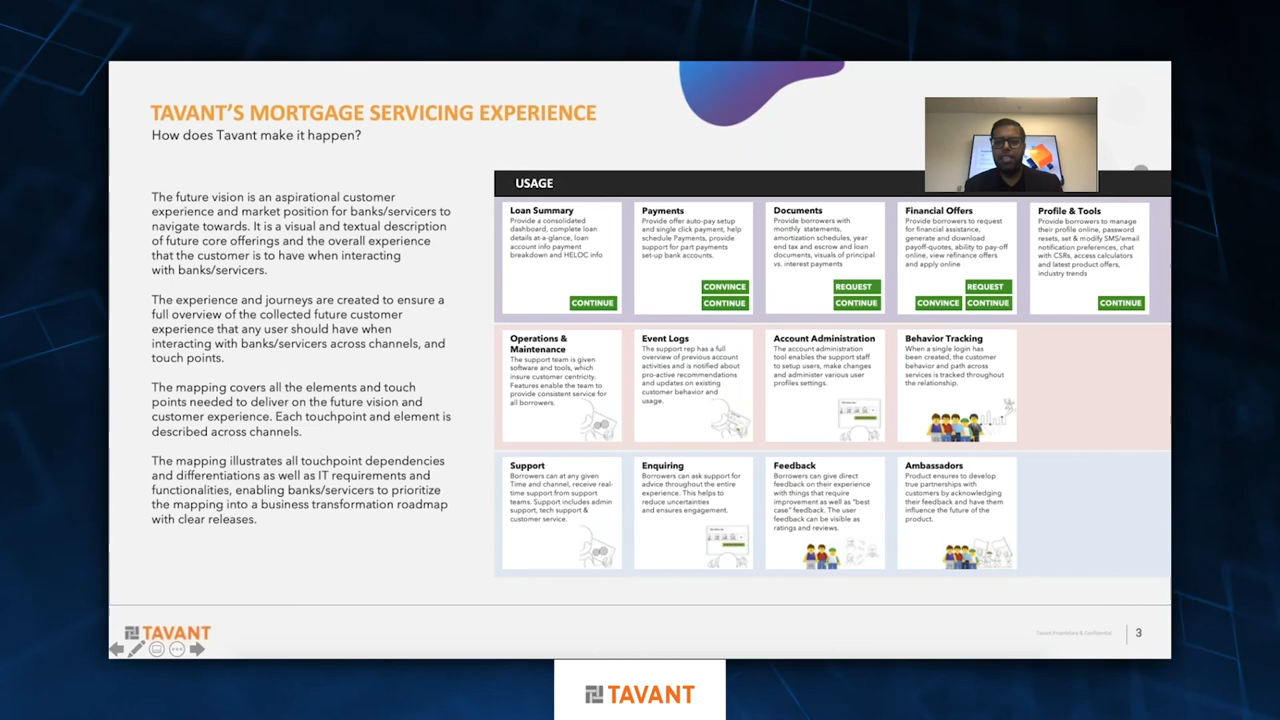 TAVANT'S MORTGAGE SERVICING EXPERIENCE
How does Tavant make it happen?
The future vision is an aspirational customer
experience and market position for banks/servicers to
navigate towards. It is a visual and textual description
of future core offerings and the overall experience
that the customer is to have when interacting
with banks/servicers.
The experience and journeys are created to ensure a
full overview of the collected future customer
experience that any user should have when
interacting with banks/servicers across channels, and
touch points.
The mapping covers all the elements and touch
points needed to deliver on the future vision and
customer experience. Each touchpoint and element is
described across channels.
The mapping illustrates all touchpoint dependencies
and differentiations as well as IT requirements and
functionalities, enabling banks/servicers to prioritize
the mapping into a business transformation roadmap
with clear releases.
USAGE
Loan Summary
Provide a consolidated
dashboard, complete loan
details at-a-glance, loan
account info payment
breakdown and HELOC info
CONTINUE
Payments
Provide offer auto-pay setup
and single click payment, help
schedule Payments, provide
support for part payments
set-up bank accounts.
CONVINCE
CONTINUE
Documents
Provide borrowers with
monthly statements,
amortization schedules, year
end tax and escrow and loan
documents, visuals of principal
vs. interest payments
REQUEST
CONTINUE
Financial Offers
Provide borrowers to request
for financial assistance,
generate and download
payoff-quotes, ability to pay-off
online, view refinance offers
and apply online
REQUEST
CONVINCE CONTINUE
Profile & Tools
Provide borrowers to manage
their profile online, password
resets, set & modify SMS/email
notification preferences, chat
with CSRs, access calculators
and latest product offers,
industry trends
CONTINUE
Operations &
Maintenance
The support team is given
software and tools, which
insure customer centricity.
Features enable the team to
provide consistent service for
all borrowers.
Event Logs
The support rep has a full
overview of previous account
activities and is notified about
pro-active recommendations
and updates on existing
customer behavior and
usage.
Account Administration
The account administration
tool enables the support staff
to setup users, make changes
and administer various user
profiles settings.
Behavior Tracking
When a single login has
been created, the customer
behavior and path across
services is tracked throughout
the relationship.
Support
Borrowers can at any given
Time and channel, receive real-
time support from support
teams. Support includes admin
support, tech support &
customer service.
Enquiring
Borrowers can ask support for
advice throughout the entire
experience. This helps to
reduce uncertainties
and ensures engagement.
Feedback
Borrowers can give direct
feedback on their experience
with things that require
improvement as well as "best
case" feedback. The user
feedback can be visible as
ratings and reviews.
Ambassadors
Product ensures to develop
true partnerships with
customers by acknowledging
their feedback and have them
influence the future of the
product.
TAVANT
Tavant Proprietary & Confidential
3
TAVANT